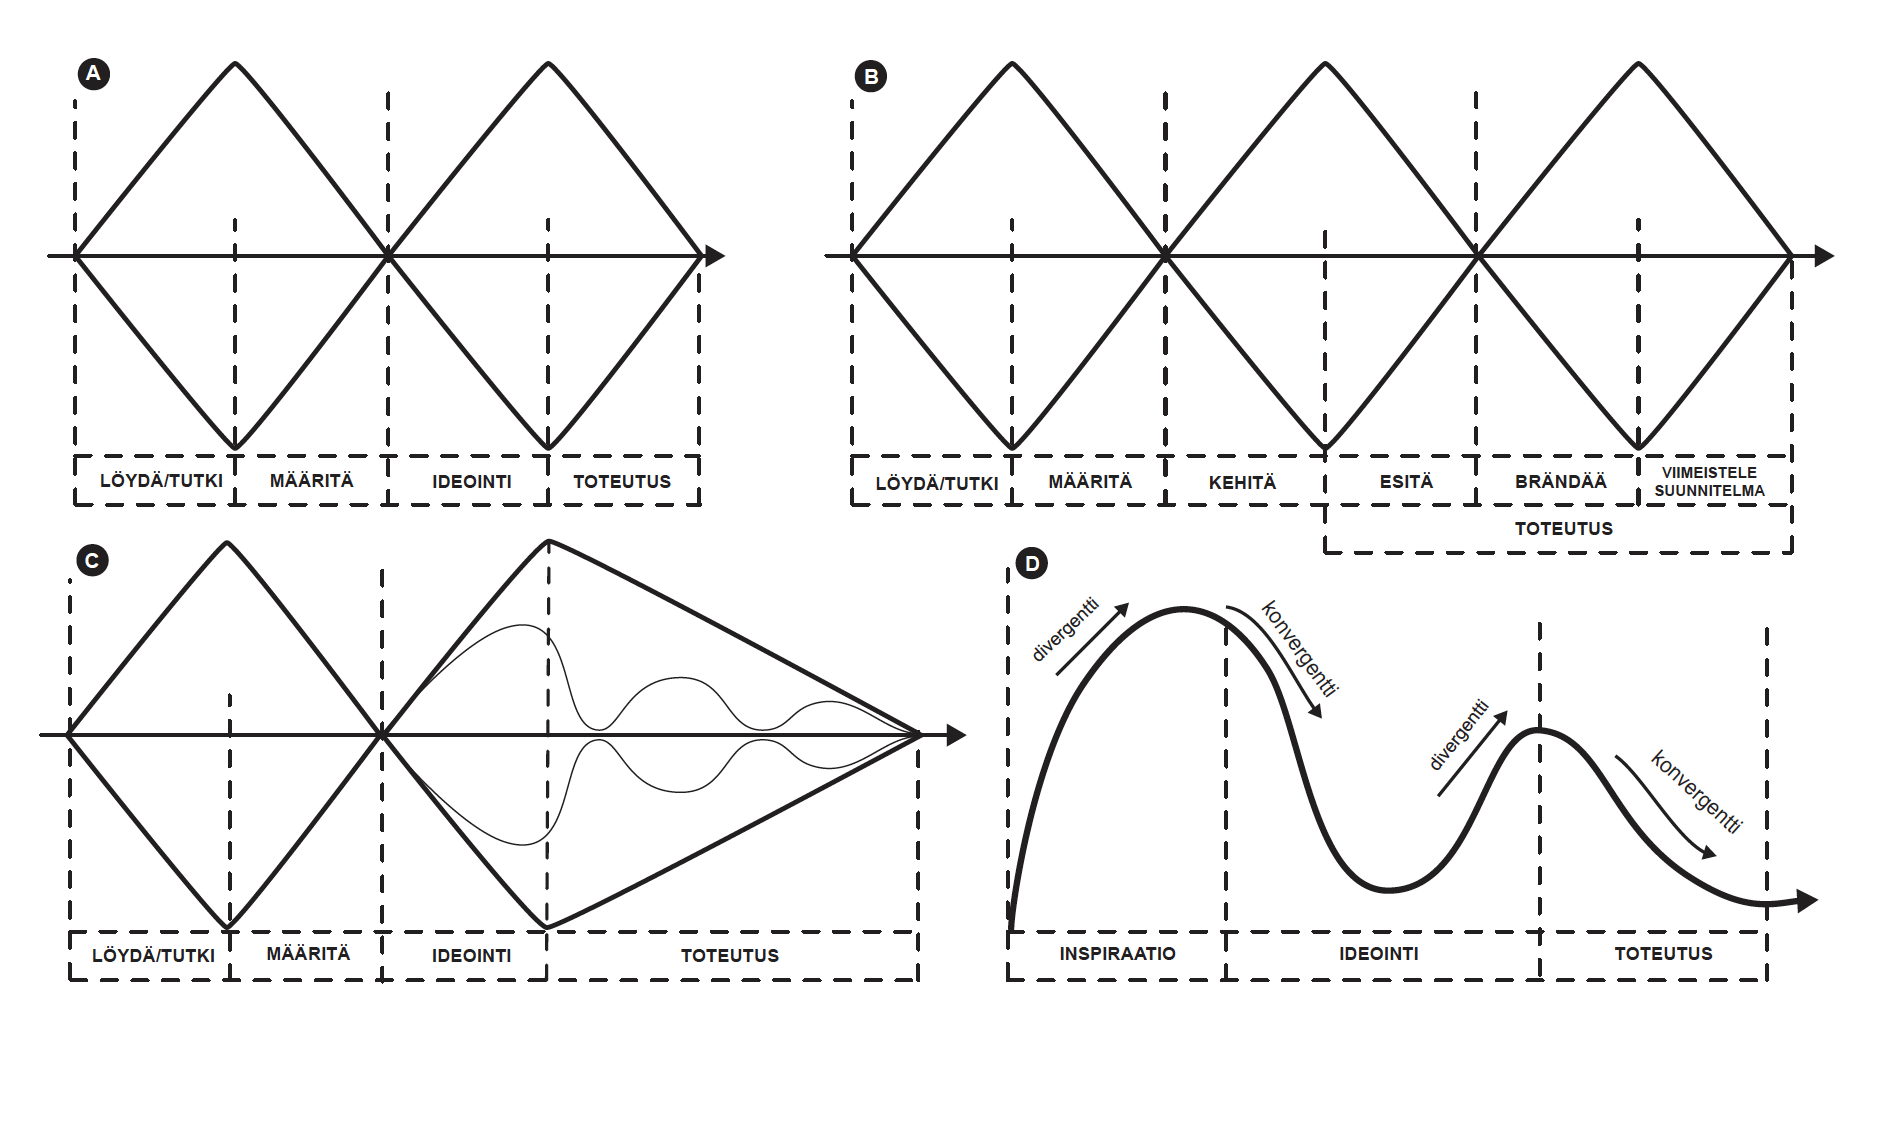 A
LÖYDÄ/TUTKI
MÄÄRITÄ
IDEOINTI
TOTEUTUS
B
LÖYDÄ/TUTKI
MÄÄRITÄ
KEHITÄ
ESITÄ
BRÄNDÄÄ
VIIMEISTELE
SUUNNITELMA
TOTEUTUS
C
LÖYDÄ/TUTKI
MÄÄRITÄ
IDEOINTI
TOTEUTUS
D
divergentti
konvergentti
divergentti
konvergentti
INSPIRAATIO
IDEOINTI
TOTEUTUS